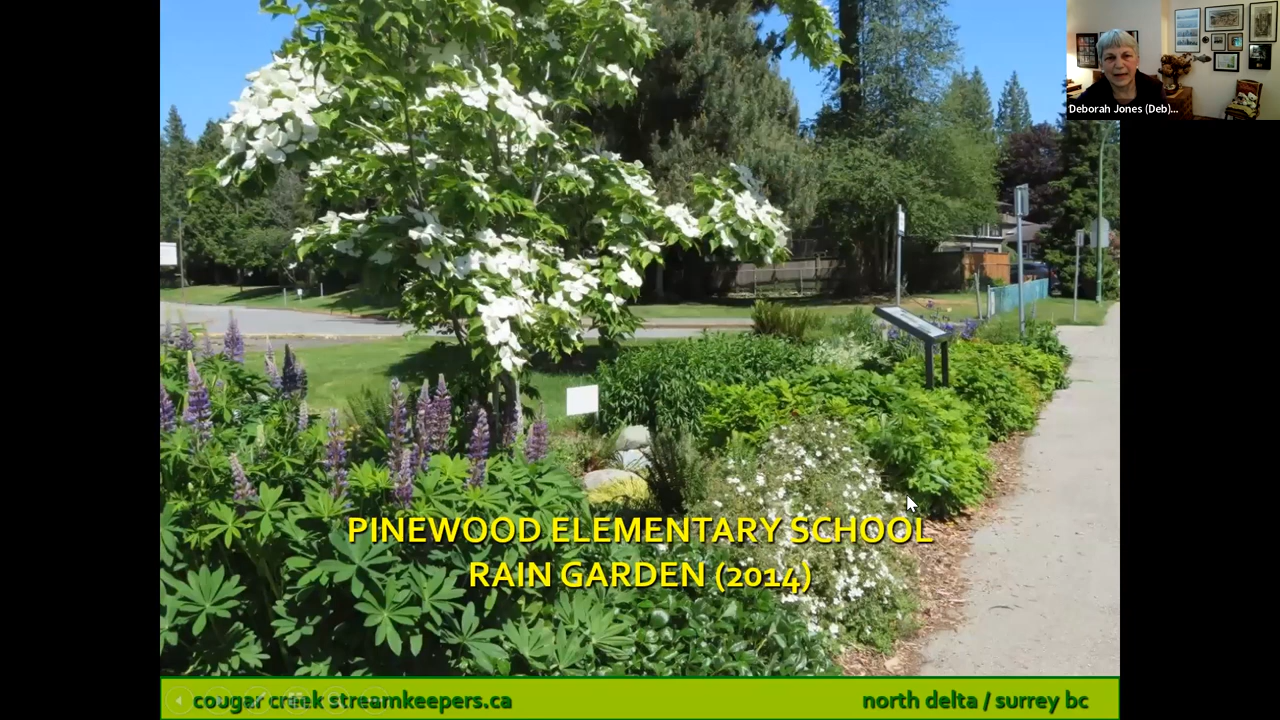 Deborah Jones (Deb)...
PINEWOOD ELEMENTARY SCHOOL
RAIN GARDEN (2014)
cougar creek streamkeepers.ca
north delta / surrey bc